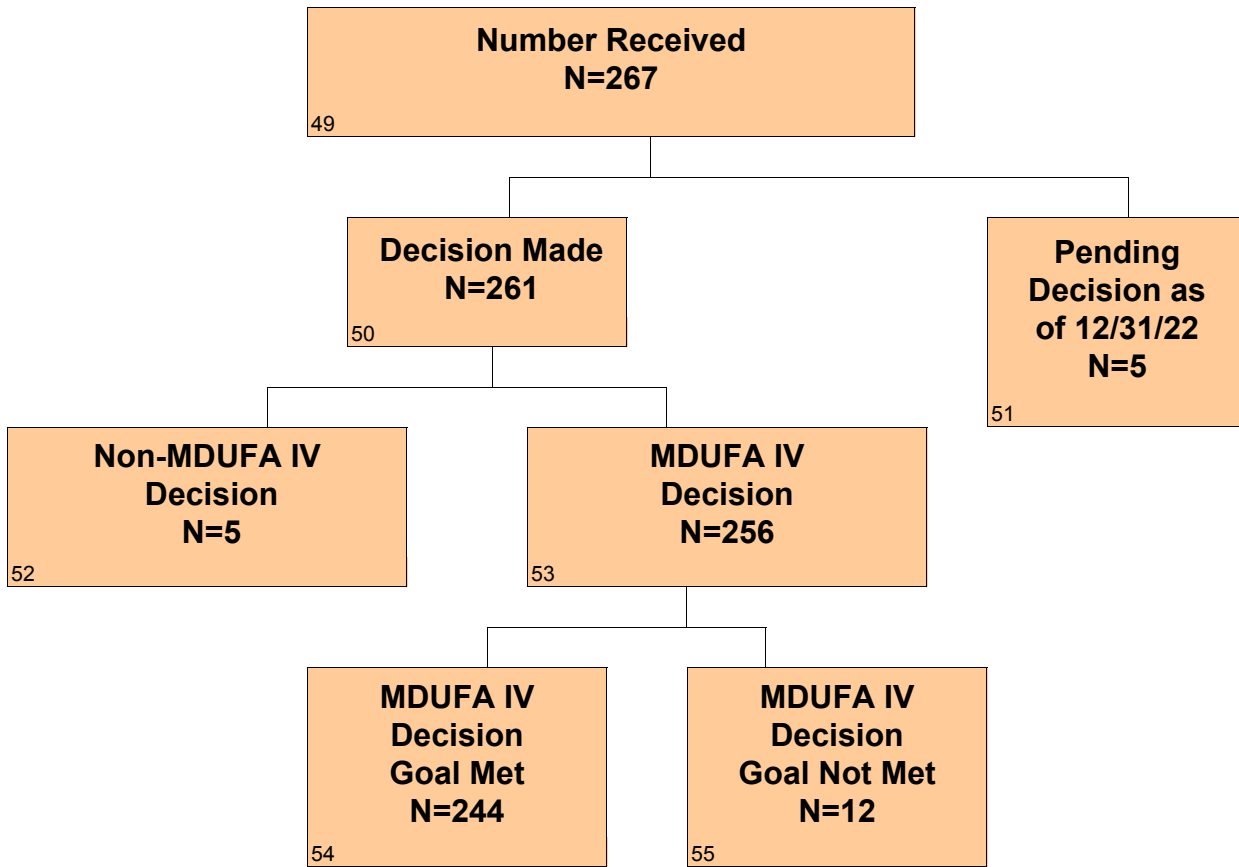 Number Received
N=267
49
Decision Made
N=261
50
Pending
Decision as
of 12/31/22
N=5
51
Non-MDUFA IV
Decision
N=5
52
MDUFA IV
Decision
N=256
53
MDUFA IV
Decision
Goal Met
N=244
54
MDUFA IV
Decision
Goal Not Met
N=12
55